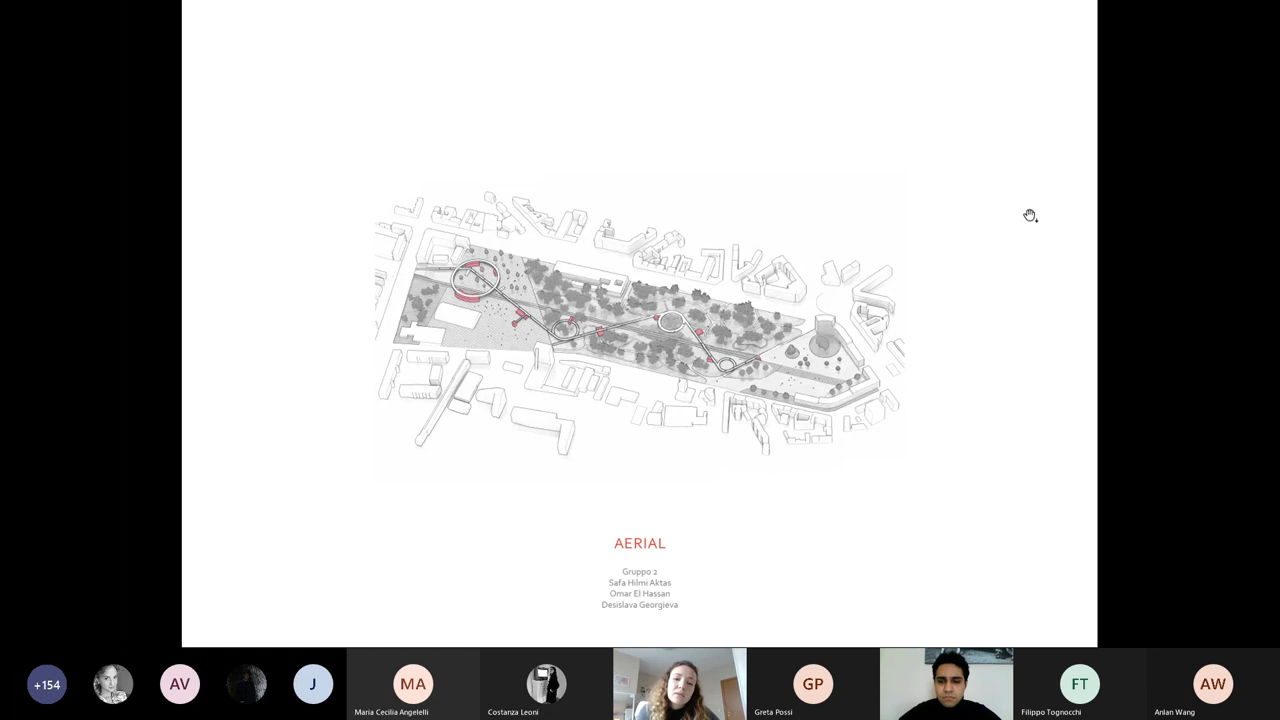 AERIAL
Gruppo 2
Safa Hilmi Aktas
Omar El Hassan
Desislava Georgieva
+154
AV
J
MA
Maria Cecilia Angelelli
Costanza Leoni
GP
Greta Possi
FT
Filippo Tognocchi
AW
Anlan Wang